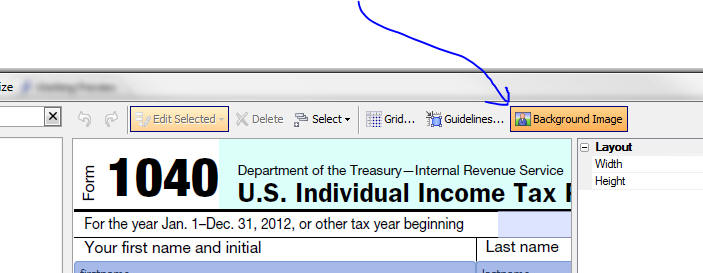 ize
Edit Selected Delete Select Grid... Guidelines... Background Image
Form 1040
Department of the Treasury—Internal Revenue Service
U.S. Individual Income Tax
For the year Jan. 1–Dec. 31, 2012, or other tax year beginning
Your first name and initial Last name
firstname lastname
Layout
Width
Height